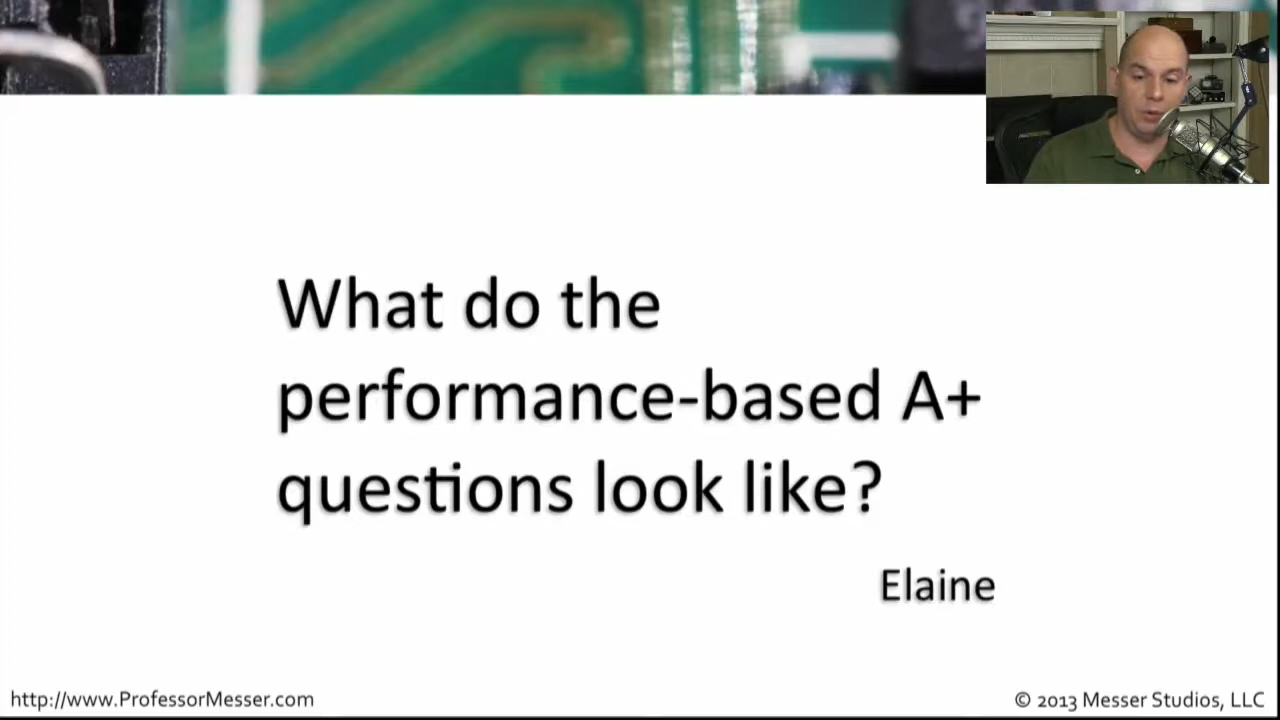 What do the
performance-based A+
questions look like?
Elaine
http://www.ProfessorMesser.com
© 2013 Messer Studios, LLC